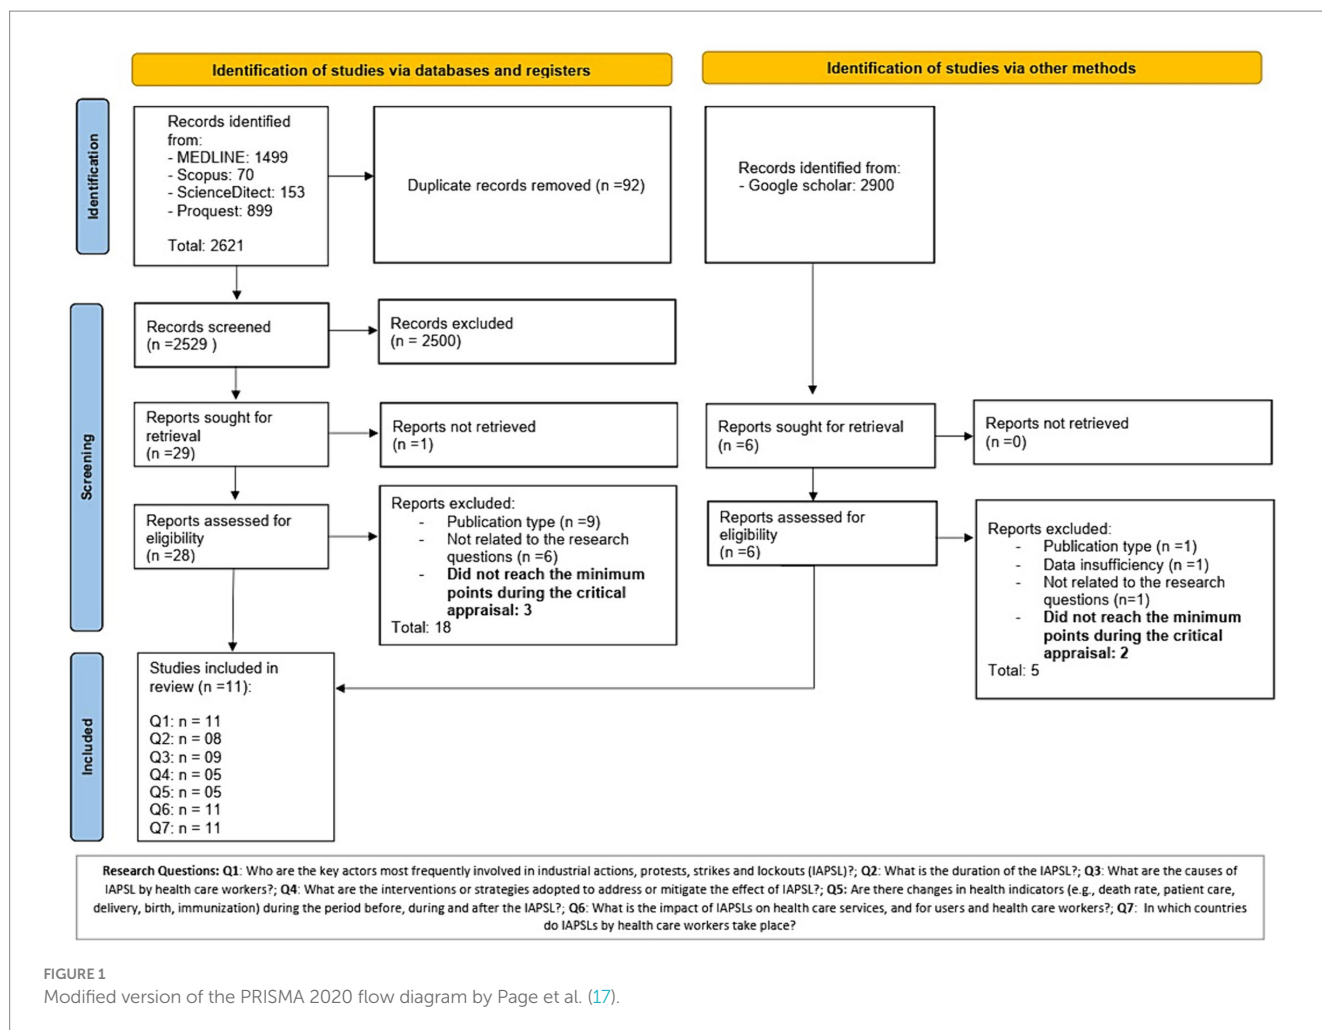 Identification of studies via databases and registers
Identification of studies via other methods
Identification
Records identified
from:
- MEDLINE: 1499
- Scopus: 70
- ScienceDitect: 153
- Proquest: 899
Total: 2621
Duplicate records removed (n =92)
Records identified from:
- Google scholar: 2900
Screening
Records screened
(n =2529 )
Records excluded
(n = 2500)
Reports sought for
retrieval
(n =29)
Reports not retrieved
(n =1)
Reports sought for retrieval
(n =6)
Reports not retrieved
(n =0)
Reports assessed for
eligibility
(n =28)
Reports excluded:
- Publication type (n =9)
- Not related to the research
questions (n =6)
- Did not reach the minimum
points during the critical
appraisal: 3
Total: 18
Reports assessed for
eligibility
(n =6)
Reports excluded:
- Publication type (n =1)
- Data insufficiency (n =1)
- Not related to the research
questions (n=1)
- Did not reach the minimum
points during the critical
appraisal: 2
Total: 5
Included
Studies included in
review (n =11):
Q1: n = 11
Q2: n = 08
Q3: n = 09
Q4: n = 05
Q5: n = 05
Q6: n = 11
Q7: n = 11
Research Questions: Q1: Who are the key actors most frequently involved in industrial actions, protests, strikes and lockouts (IAPSL)?; Q2: What is the duration of the IAPSL?; Q3: What are the causes of
IAPSL by health care workers?; Q4: What are the interventions or strategies adopted to address or mitigate the effect of IAPSL?; Q5: Are there changes in health indicators (e.g., death rate, patient care,
delivery, birth, immunization) during the period before, during and after the IAPSL?; Q6: What is the impact of IAPSLs on health care services, and for users and health care workers?; Q7: In which countries
do IAPSLs by health care workers take place?
FIGURE 1
Modified version of the PRISMA 2020 flow diagram by Page et al. (17).